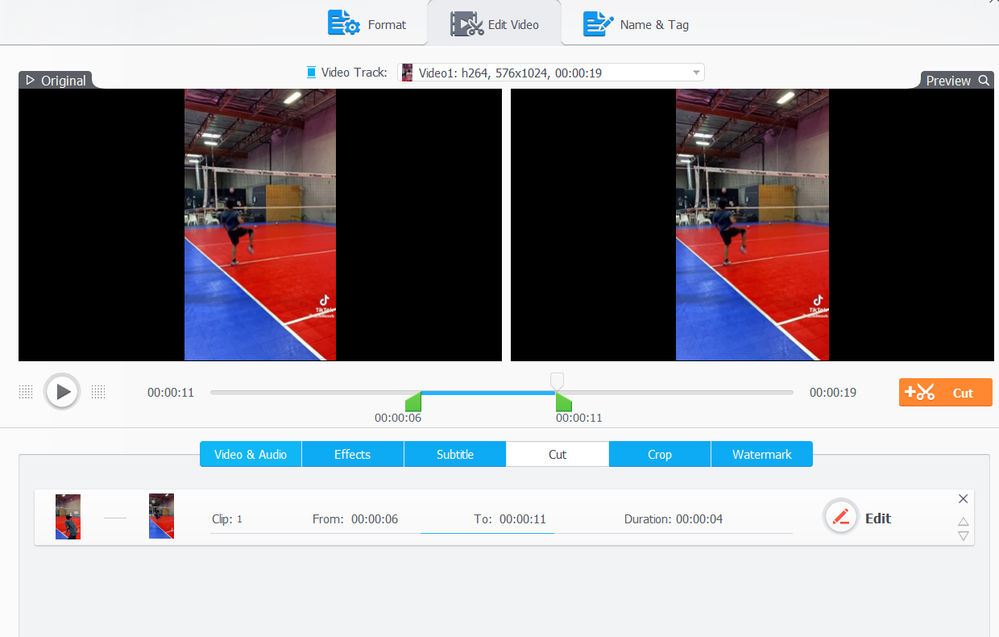 Format
Edit Video
Name & Tag
Video Track:
Video1: h264, 576x1024, 00:00:19
Original
Preview
TikTok
TikTok
00:00:11
00:00:19
Cut
00:00:06
00:00:11
Video & Audio
Effects
Subtitle
Cut
Crop
Watermark
Clip: 1
From: 00:00:06
To: 00:00:11
Duration: 00:00:04
Edit